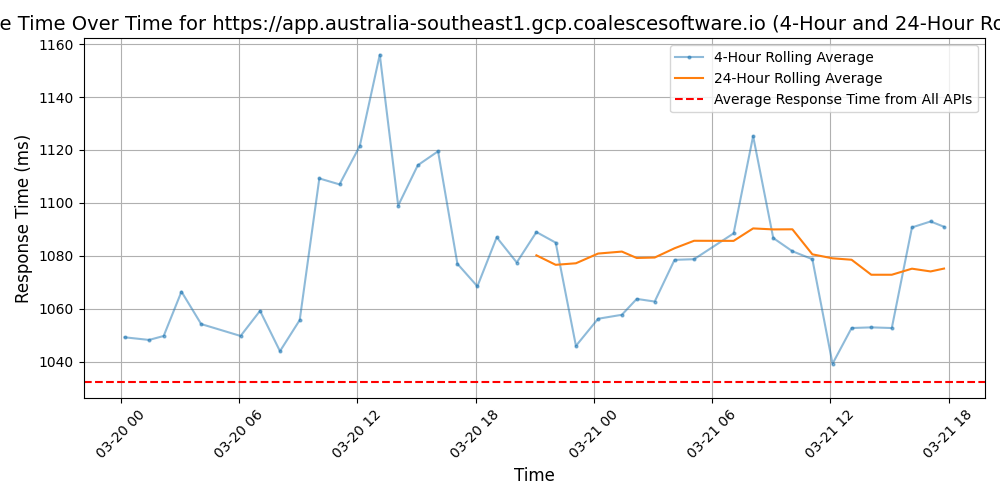 e Time Over Time for https://app.australia-southeast1.gcp.coalescesoftware.io (4-Hour and 24-Hour Ro
4-Hour Rolling Average
24-Hour Rolling Average
Average Response Time from All APIs
Response Time (ms)
1160
1140
1120
1100
1080
1060
1040
03-20 00
03-20 06
03-20 12
03-20 18
03-21 00
03-21 06
03-21 12
03-21 18
Time